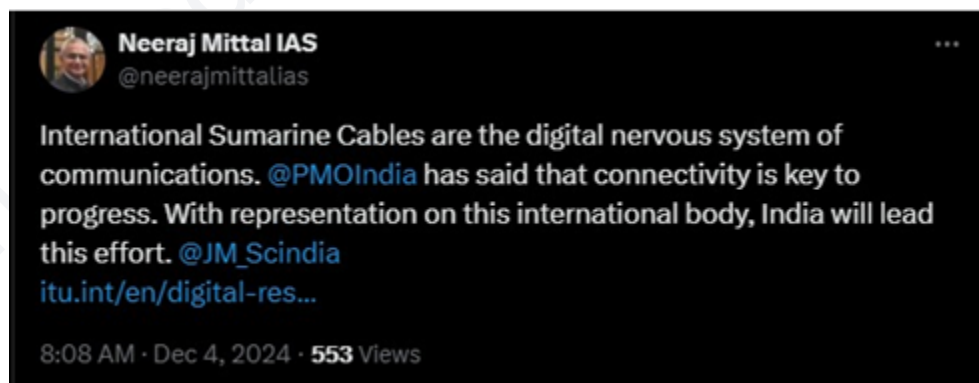 Neeraj Mittal IAS
@neerajmittalias
International Sumarine Cables are the digital nervous system of
communications. @PMOIndia has said that connectivity is key to
progress. With representation on this international body, India will lead
this effort. @JM_Scindia
itu.int/en/digital-res...
8:08 AM · Dec 4, 2024 · 553 Views